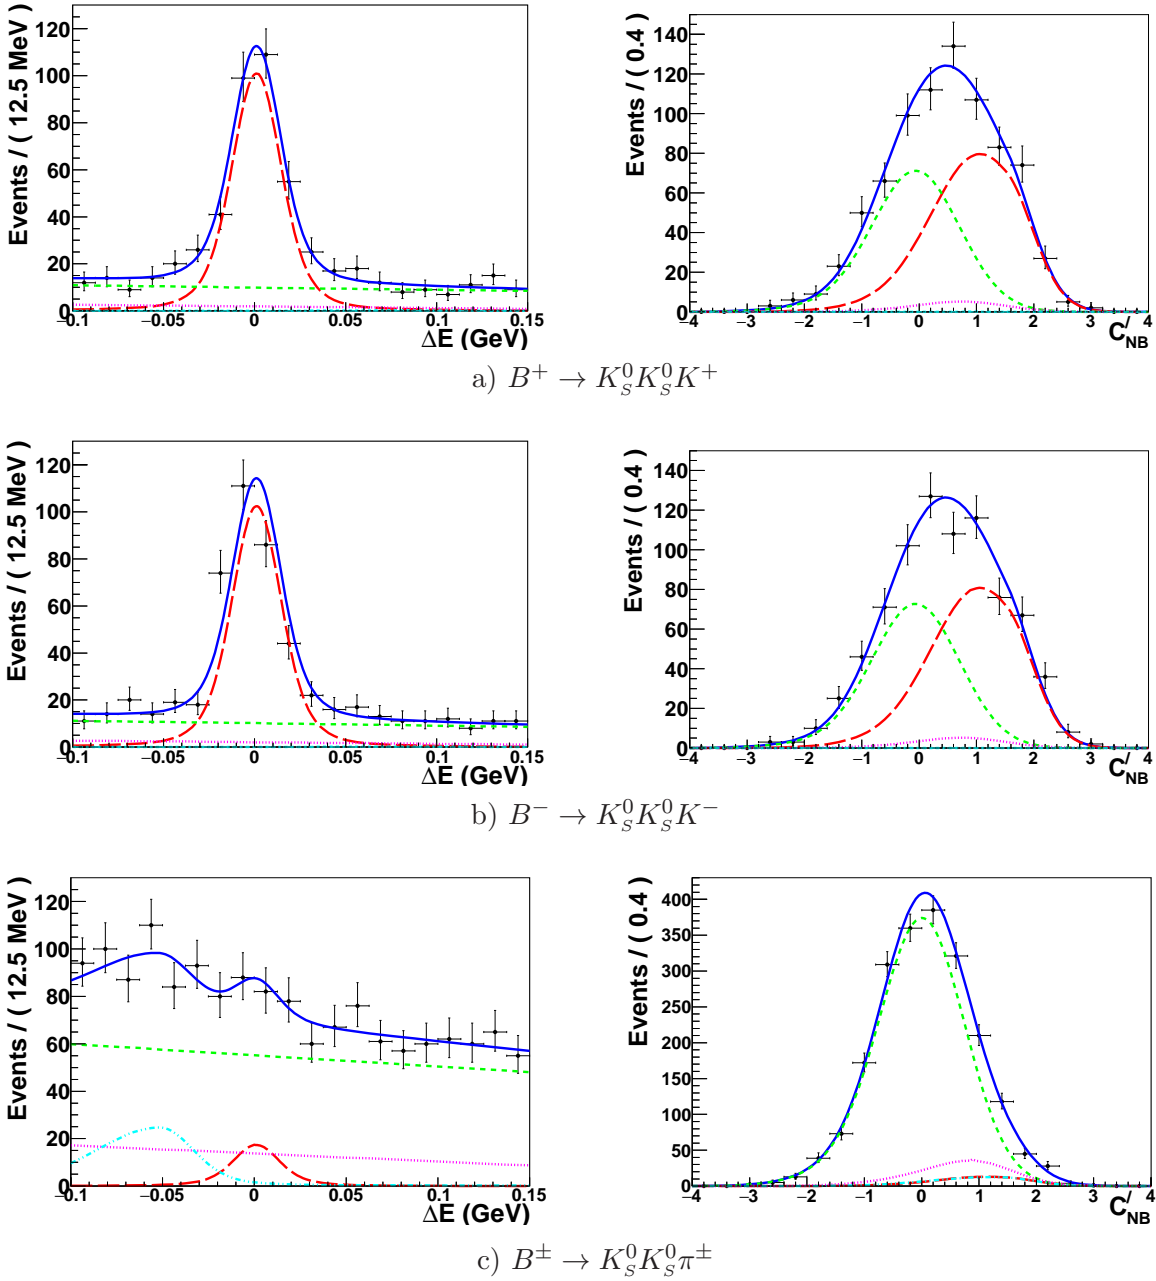 Events / ( 12.5 MeV )
120
100
80
60
40
20
0
−0.1 −0.05 0 0.05 0.1 0.15
ΔE (GeV)
Events / ( 0.4 )
140
120
100
80
60
40
20
0
−4 −3 −2 −1 0 1 2 3 4
C′NB
a) B⁺ → K⁰SK⁰SK⁺
Events / ( 12.5 MeV )
120
100
80
60
40
20
0
−0.1 −0.05 0 0.05 0.1 0.15
ΔE (GeV)
Events / ( 0.4 )
140
120
100
80
60
40
20
0
−4 −3 −2 −1 0 1 2 3 4
C′NB
b) B⁻ → K⁰SK⁰SK⁻
Events / ( 12.5 MeV )
120
100
80
60
40
20
0
−0.1 −0.05 0 0.05 0.1 0.15
ΔE (GeV)
Events / ( 0.4 )
400
350
300
250
200
150
100
50
0
−4 −3 −2 −1 0 1 2 3 4
C′NB
c) B± → K⁰SK⁰Sπ±